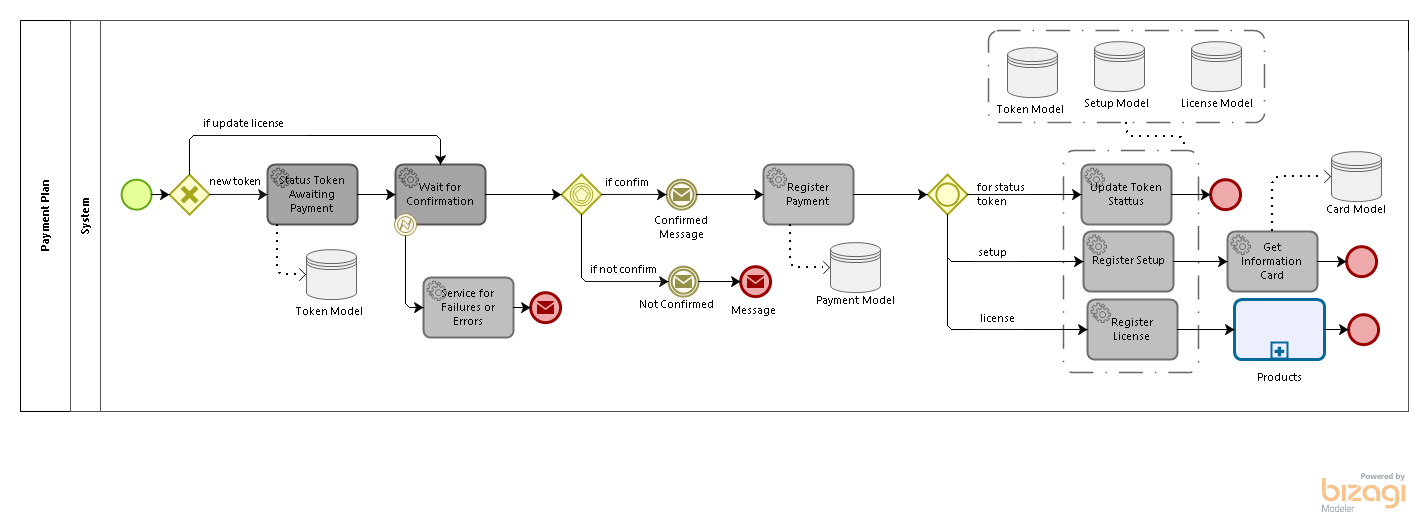 Payment Plan
System
if update license
new token
Status Token
Awaiting
Payment
Token Model
Wait for
Confirmation
Service for
Failures or
Errors
if confirm
Confirmed
Message
if not confirm
Not Confirmed
Message
Register
Payment
Payment Model
for status
token
setup
license
Token Model
Setup Model
License Model
Update Token
Stattus
Register Setup
Register
License
Get
Information
Card
Card Model
Products
Powered by
bizagi
Modeler